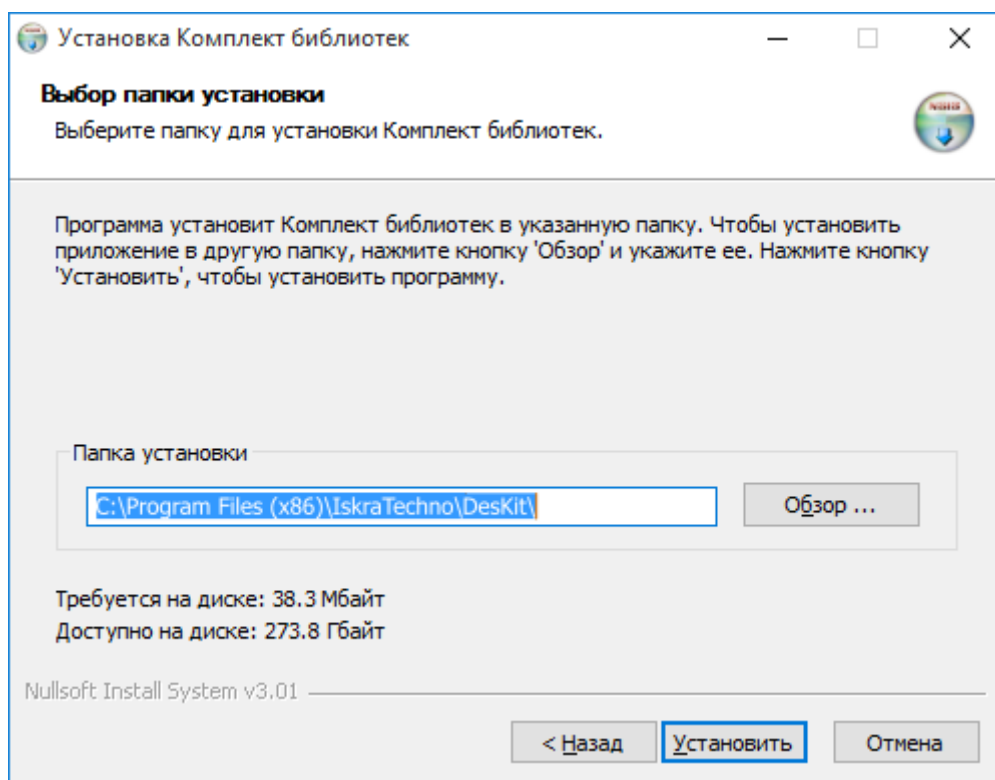 Установка Комплект библиотек
Выбор папки установки
Выберите папку для установки Комплект библиотек.
NSIS
Программа установит Комплект библиотек в указанную папку. Чтобы установить
приложение в другую папку, нажмите кнопку 'Обзор' и укажите ее. Нажмите кнопку
'Установить', чтобы установить программу.
Папка установки
C:\Program Files (x86)\IskraTechno\DesKit\
Обзор ...
Требуется на диске: 38.3 Мбайт
Доступно на диске: 273.8 Гбайт
Nullsoft Install System v3.01
< Назад
Установить
Отмена